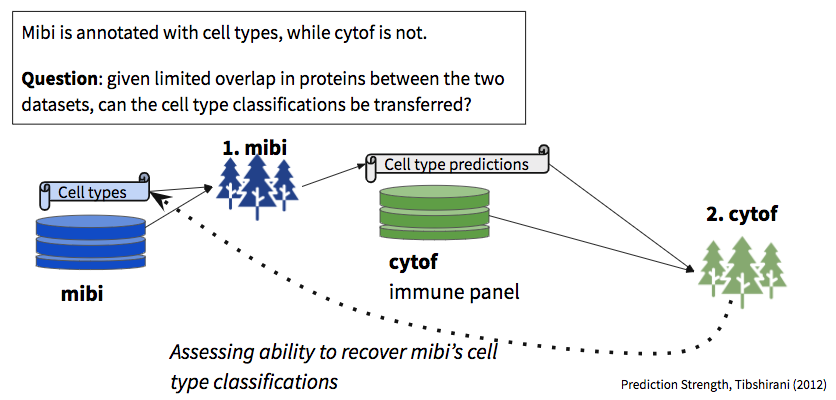 Mibi is annotated with cell types, while cytof is not.
Question: given limited overlap in proteins between the two
datasets, can the cell type classifications be transferred?
1. mibi
Cell type predictions
Cell types
2. cytof
cytof
immune panel
mibi
Assessing ability to recover mibi's cell
type classifications
Prediction Strength, Tibshirani (2012)